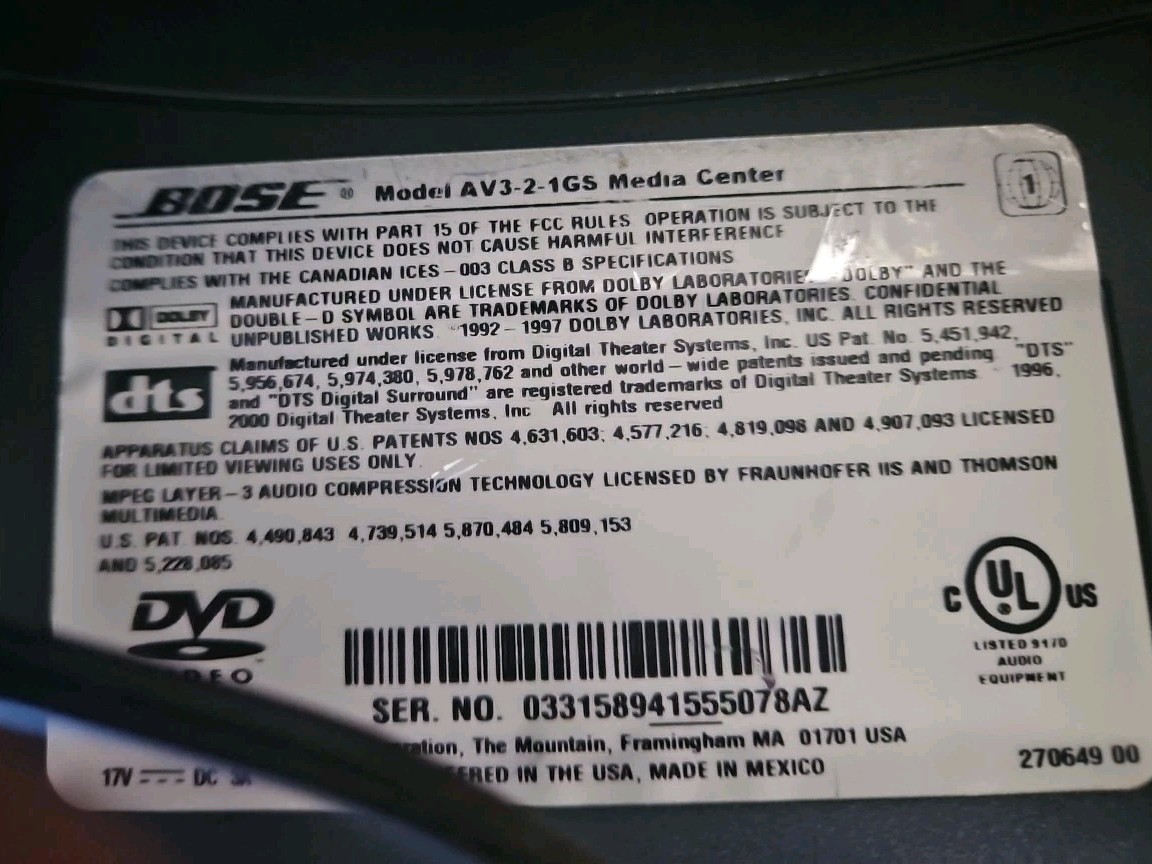 BOSE ® Model AV3-2-1GS Media Center
1
THIS DEVICE COMPLIES WITH PART 15 OF THE FCC RULES OPERATION IS SUBJECT TO THE
CONDITION THAT THIS DEVICE DOES NOT CAUSE HARMFUL INTERFERENCE
COMPLIES WITH THE CANADIAN ICES-003 CLASS B SPECIFICATIONS
MANUFACTURED UNDER LICENSE FROM DOLBY LABORATORIES "DOLBY" AND THE
DOUBLE-D SYMBOL ARE TRADEMARKS OF DOLBY LABORATORIES. CONFIDENTIAL
UNPUBLISHED WORKS. 1992-1997 DOLBY LABORATORIES, INC. ALL RIGHTS RESERVED
DOLBY
DIGITAL
Manufactured under license from Digital Theater Systems, Inc. US Pat. No. 5,451,942,
5,956,674, 5,974,380, 5,978,762 and other world-wide patents issued and pending "DTS"
and "DTS Digital Surround" are registered trademarks of Digital Theater Systems 1996,
2000 Digital Theater Systems, Inc All rights reserved
dts
APPARATUS CLAIMS OF U.S. PATENTS NOS 4,631,603; 4,577,216; 4,819,098 AND 4,907,093 LICENSED
FOR LIMITED VIEWING USES ONLY.
MPEG LAYER-3 AUDIO COMPRESSION TECHNOLOGY LICENSED BY FRAUNHOFER IIS AND THOMSON
MULTIMEDIA.
U.S. PAT. NOS. 4,490,843 4,739,514 5,870,484 5,809,153
AND 5,228,085
DVD
DEO
C UL US
LISTED 9170
AUDIO
EQUIPMENT
SER. NO. 033158941555078AZ
ration, The Mountain, Framingham MA 01701 USA
17V DC
ERED IN THE USA, MADE IN MEXICO
270649 00